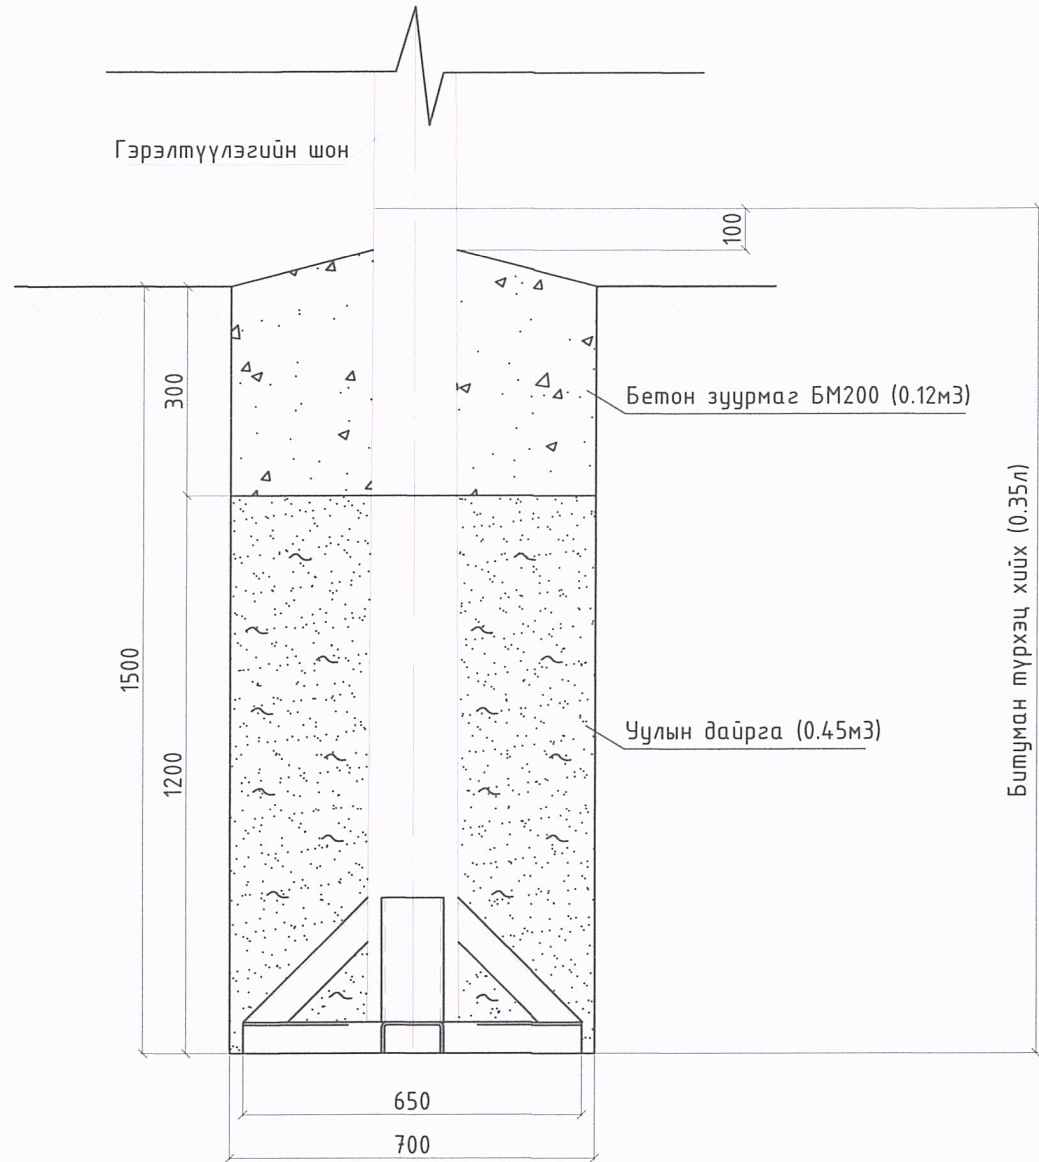 Гэрэлтүүлэгийн шон
100
300
Бетон зуурмаг БМ200 (0.12м3)
Битуман түрхэц хийх (0.35л)
1500
Уулын дайрга (0.45м3)
1200
650
700